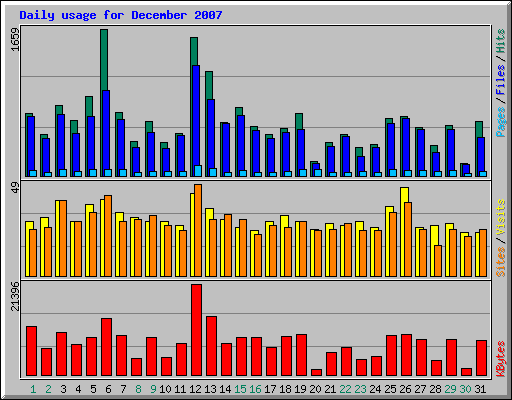 Daily usage for December 2007
1659
Pages / Files / Hits
49
Sites / Visits
21396
KBytes
1 2 3 4 5 6 7 8 9 10 11 12 13 14 15 16 17 18 19 20 21 22 23 24 25 26 27 28 29 30 31